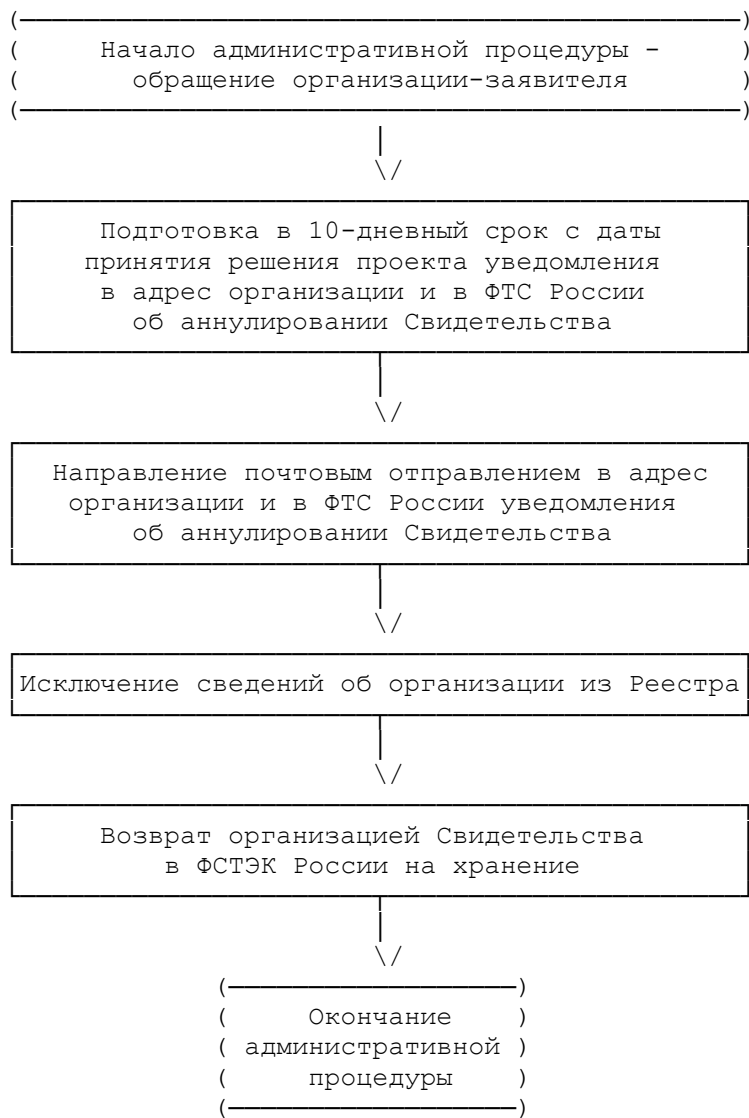 Начало административной процедуры -
обращение организации-заявителя
Подготовка в 10-дневный срок с даты
принятия решения проекта уведомления
в адрес организации и в ФТС России
об аннулировании Свидетельства
Направление почтовым отправлением в адрес
организации и в ФТС России уведомления
об аннулировании Свидетельства
Исключение сведений об организации из Реестра
Возврат организацией Свидетельства
в ФСТЭК России на хранение
Окончание
административной
процедуры